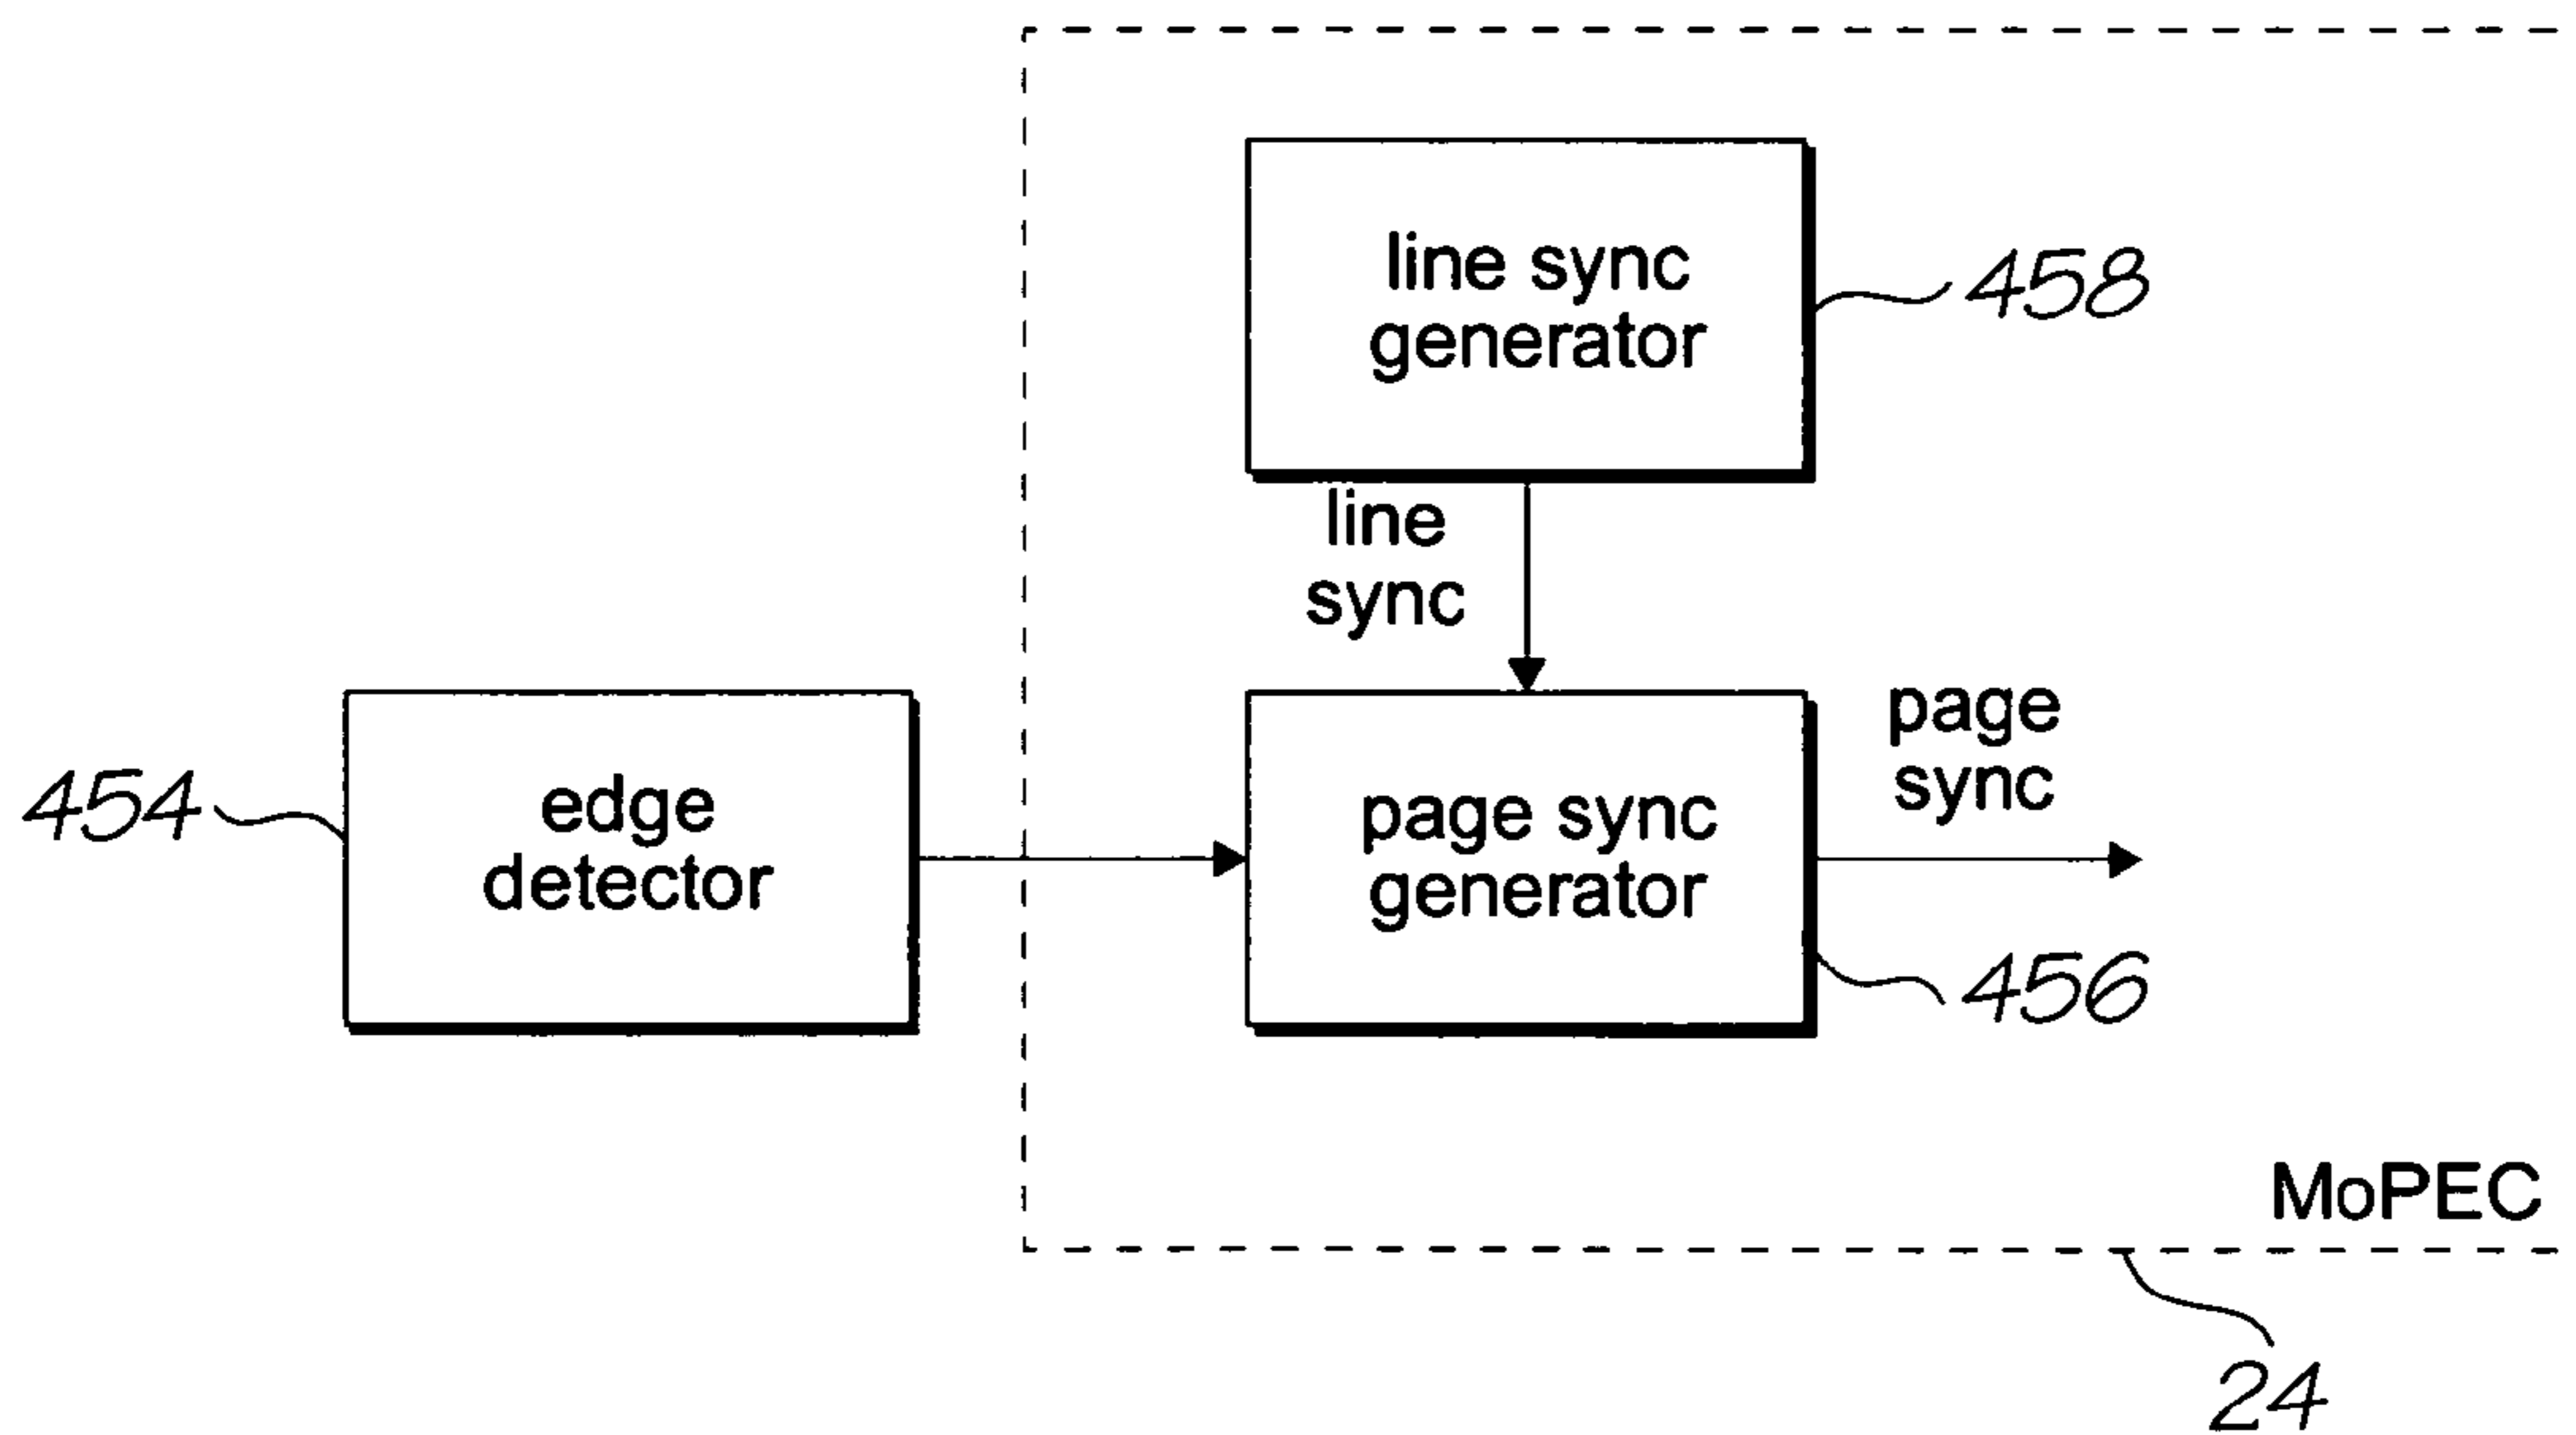 line sync
generator
458
line
sync
page
sync
454
edge
detector
page sync
generator
456
MoPEC
24